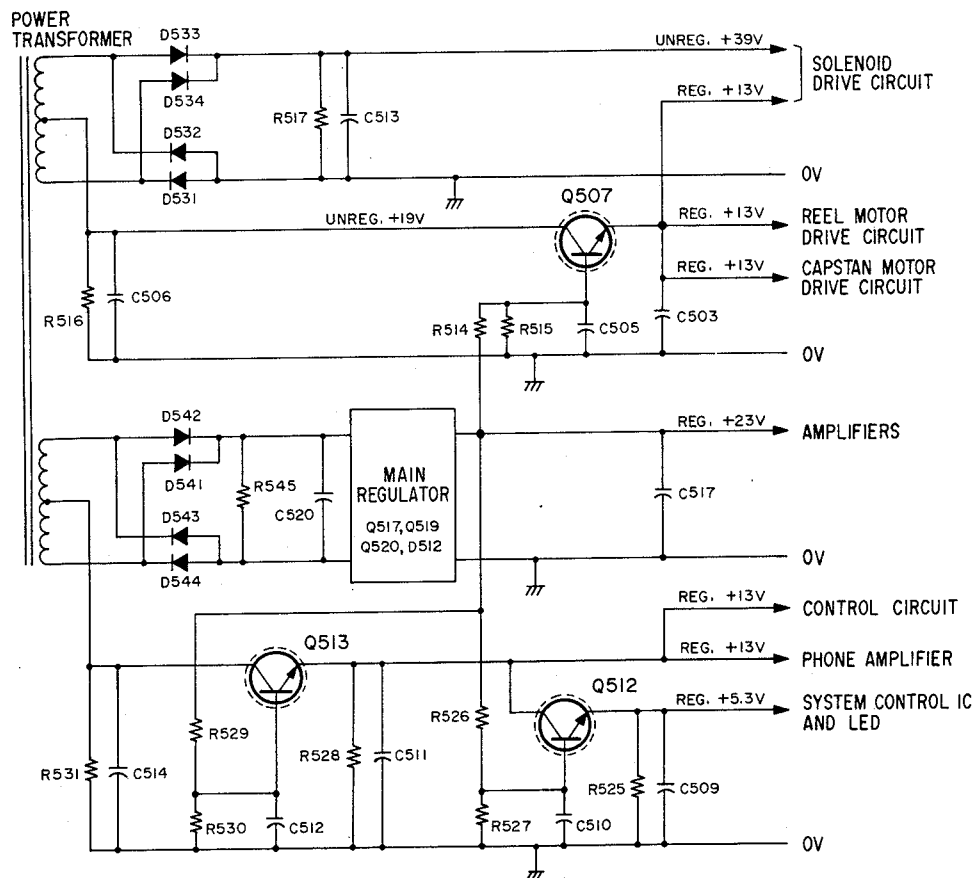 POWER
TRANSFORMER
D533
D534
D532
D531
R517
C513
UNREG. +39V
SOLENOID
DRIVE CIRCUIT
REG. +13V
0V
Q507
UNREG. +19V
REG. +13V
REEL MOTOR
DRIVE CIRCUIT
REG. +13V
CAPSTAN MOTOR
DRIVE CIRCUIT
R516
C506
R514
R515
C505
C503
0V
D542
D541
D543
D544
R545
C520
MAIN
REGULATOR
Q517, Q519
Q520, D512
REG. +23V
AMPLIFIERS
C517
0V
REG. +13V
CONTROL CIRCUIT
Q513
REG. +13V
PHONE AMPLIFIER
Q512
REG. +5.3V
SYSTEM CONTROL IC
AND LED
R531
C514
R529
R530
C512
R528
C511
R526
R527
C510
R525
C509
0V